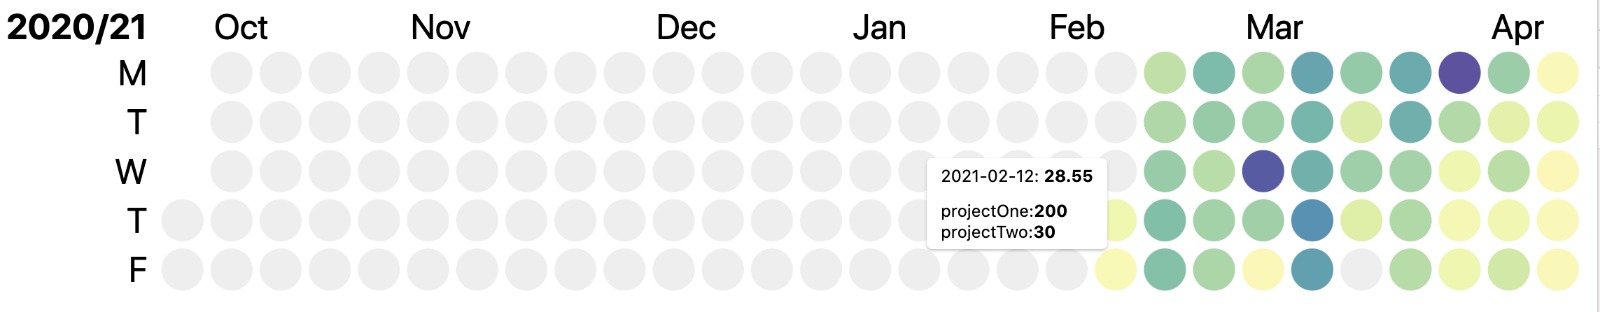 2020/21 Oct Nov Dec Jan Feb Mar Apr
M
T
W
2021-02-12: 28.55
T
projectOne:200
projectTwo:30
F